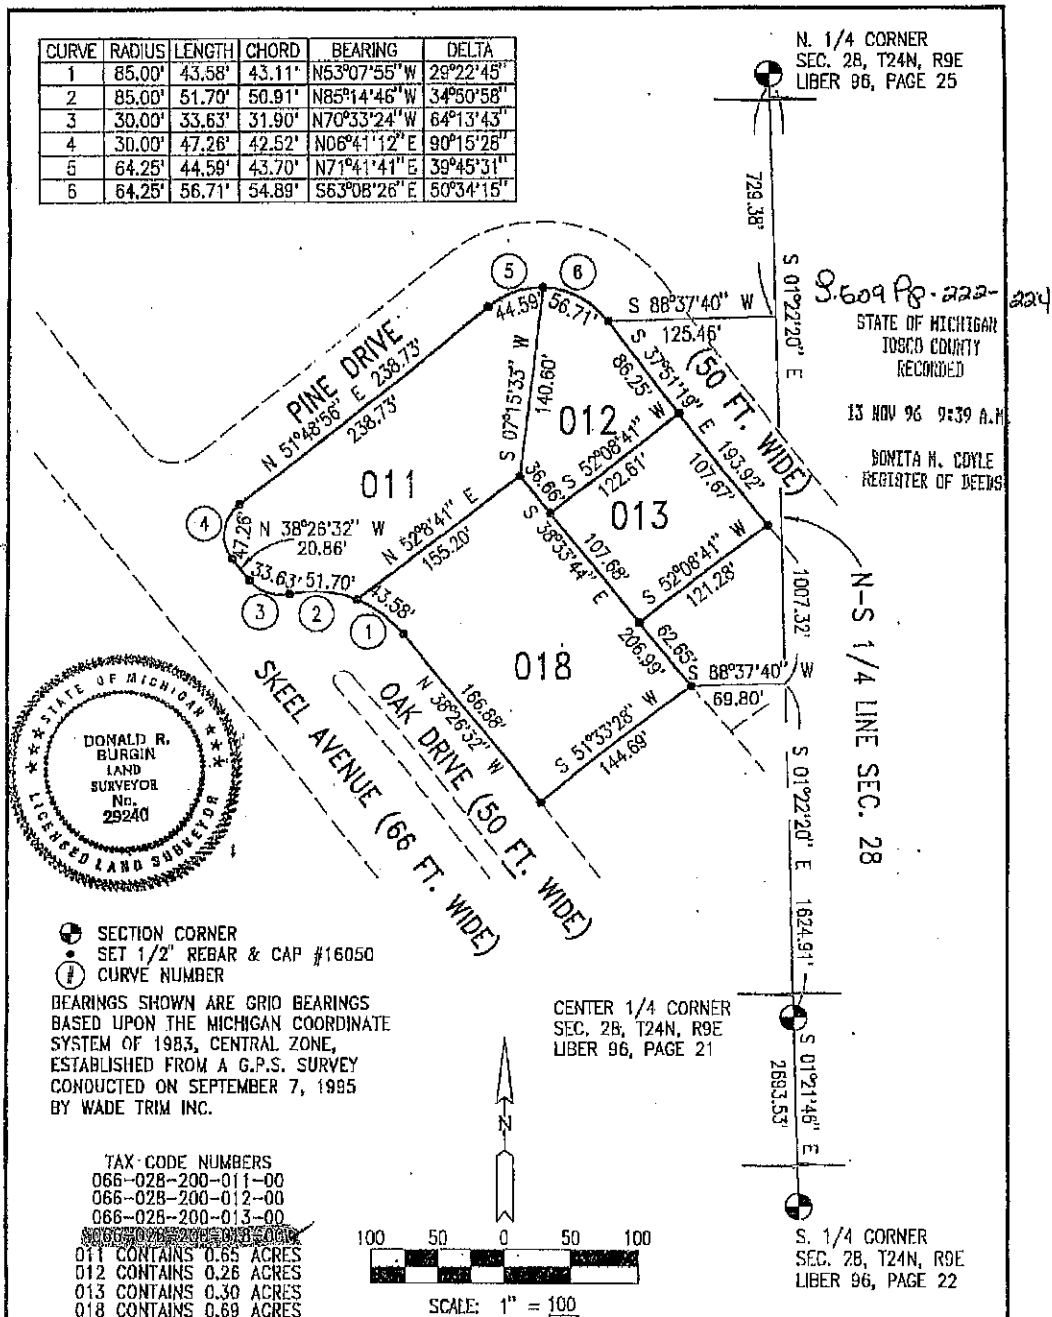 CURVE RADIUS LENGTH CHORD BEARING DELTA
1 85.00' 43.58' 43.11' N53°07'55"W 29°22'45"
2 85.00' 51.70' 50.91' N85°14'46"W 34°50'58"
3 30.00' 33.63' 31.90' N70°33'24"W 64°13'43"
4 30.00' 47.26' 42.52' N06°41'12"E 90°15'28"
5 64.25' 44.59' 43.70' N71°41'41"E 39°45'31"
6 64.25' 56.71' 54.89' S63°08'26"E 50°34'15"
N. 1/4 CORNER
SEC. 28, T24N, R9E
LIBER 96, PAGE 25
729.38'
S 01°22'20" E
222-224
STATE OF MICHIGAN
IOSCO COUNTY
RECORDED
13 NOV 96 9:39 A.M
BONITA N. COYLE
REGISTER OF DEEDS
5
6
44.59'
56.71'
S 88°37'40" W
125.46'
PINE DRIVE
N 51°48'56" E 238.73'
238.73'
S 07°15'33" W
140.60'
S 37°51'19" E 193.92'
86.25'
(50 FT. WIDE)
012
S 52°08'41" W
122.61'
107.67'
011
36.66'
013
4
47.26'
N 38°26'32" W
20.86'
N 52°8'41" E
155.20'
S 38°33'44" E
206.99'
107.68'
S 52°08'41" W
121.28'
1007.32'
N-S 1/4 LINE SEC. 28
33.63'
51.70'
43.58'
3
2
1
62.65'
018
S 88°37'40" W
69.80'
N 38°26'32" W
166.88'
S 51°33'28" W
144.69'
SKEEL AVENUE (66 FT. WIDE)
OAK DRIVE (50 FT. WIDE)
S 01°22'20" E 1624.91'
STATE OF MICHIGAN
DONALD R.
BURGIN
LAND
SURVEYOR
No.
29240
LICENSED LAND SURVEYOR
SECTION CORNER
SET 1/2" REBAR & CAP #16050
CURVE NUMBER
BEARINGS SHOWN ARE GRID BEARINGS
BASED UPON THE MICHIGAN COORDINATE
SYSTEM OF 1983, CENTRAL ZONE,
ESTABLISHED FROM A G.P.S. SURVEY
CONDUCTED ON SEPTEMBER 7, 1995
BY WADE TRIM INC.
CENTER 1/4 CORNER
SEC. 28, T24N, R9E
LIBER 96, PAGE 21
S 01°21'46" E
2693.53'
N
TAX CODE NUMBERS
066-028-200-011-00
066-028-200-012-00
066-028-200-013-00
011 CONTAINS 0.65 ACRES
012 CONTAINS 0.26 ACRES
013 CONTAINS 0.30 ACRES
018 CONTAINS 0.69 ACRES
100 50 0 50 100
SCALE: 1" = 100
S. 1/4 CORNER
SEC. 28, T24N, R9E
LIBER 96, PAGE 22